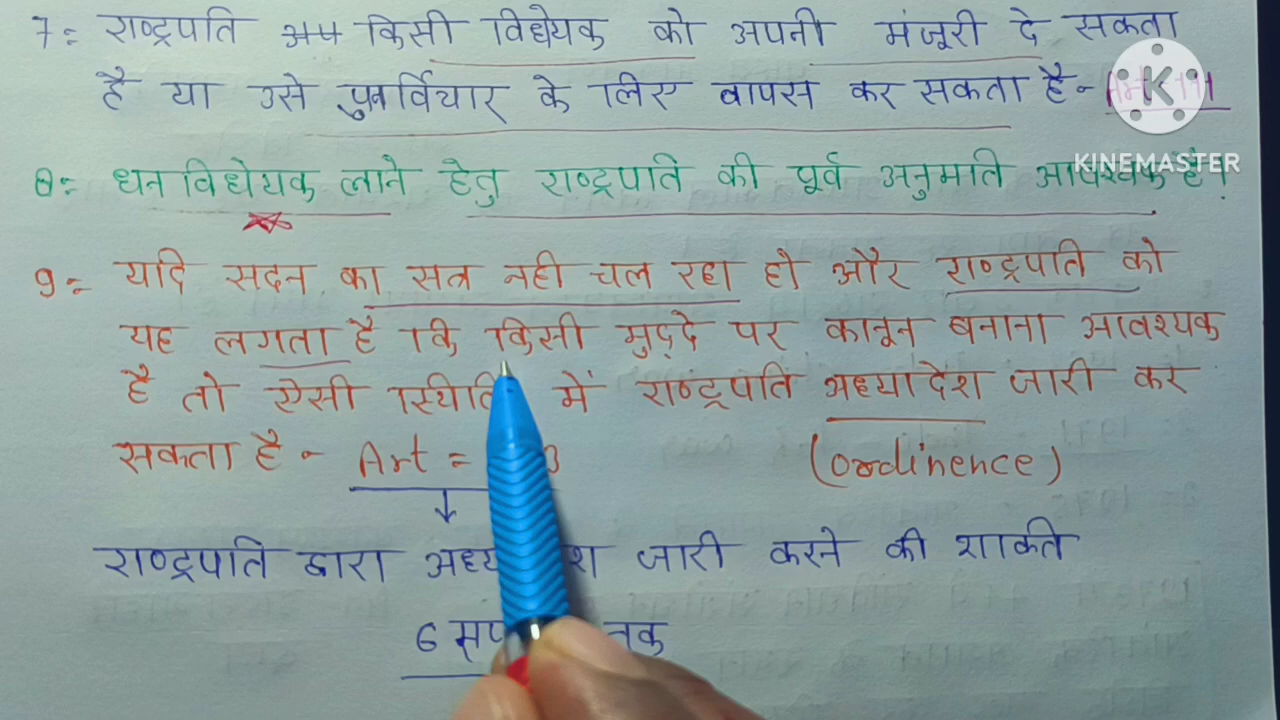 7= राष्ट्रपति अप किसी विधेयक को अपनी मंजूरी दे सकता
है या उसे पुनर्विचार के लिए वापस कर सकता है-
KINEMASTER
8= धन विधेयक लाने हेतु राष्ट्रपति की पूर्व अनुमति आवश्यक है।
9= यदि सदन का सत्र नही चल रहा हो और राष्ट्रपति को
यह लगता है कि किसी मुद्दे पर कानून बनाना आवश्यक
है तो ऐसी स्थिति में राष्ट्रपति अध्यादेश जारी कर
सकता है - Art = (ordinence)
राष्ट्रपति द्वारा जारी करने की शक्ति
6 तक